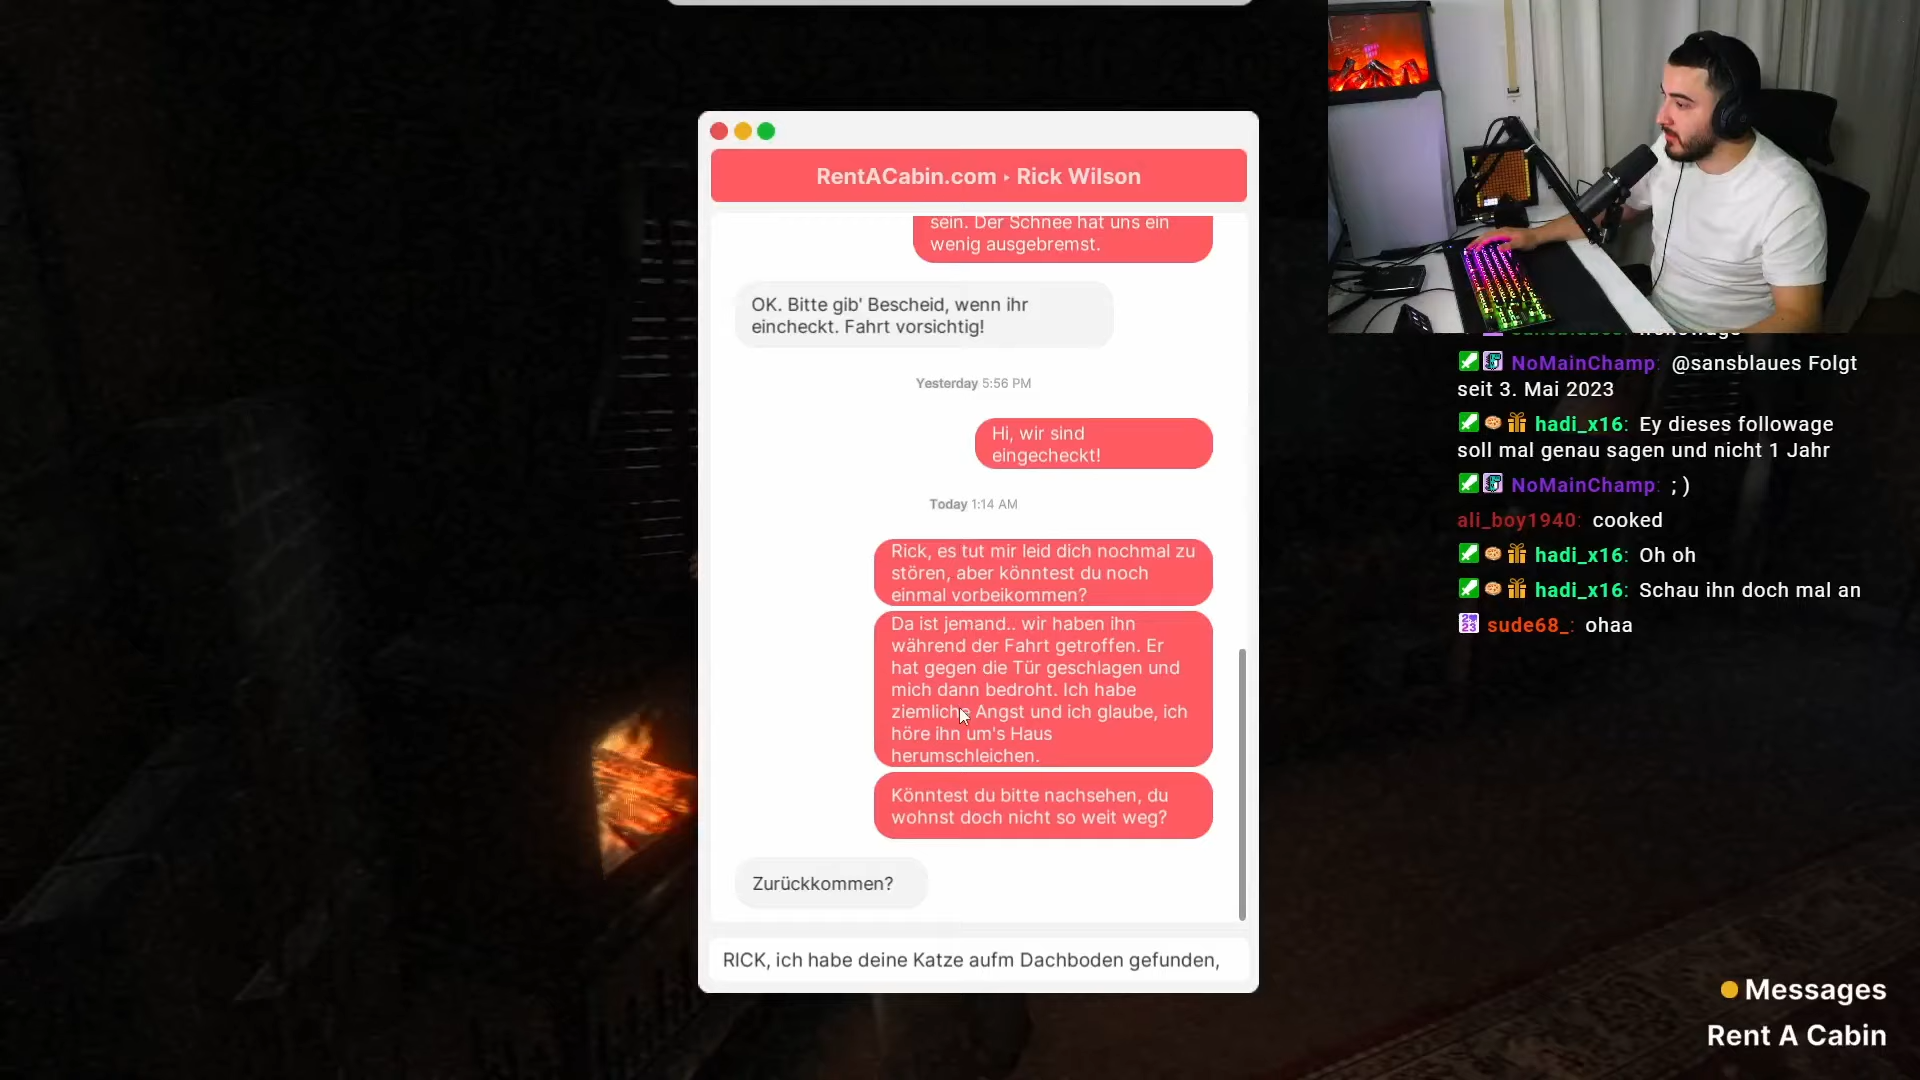 RentACabin.com ‣ Rick Wilson
sein. Der Schnee hat uns ein
wenig ausgebremst.
OK. Bitte gib' Bescheid, wenn ihr
eincheckt. Fahrt vorsichtig!
Yesterday 5:56 PM
Hi, wir sind
eingecheckt!
Today 1:14 AM
Rick, es tut mir leid dich nochmal zu
stören, aber könntest du noch
einmal vorbeikommen?
Da ist jemand.. wir haben ihn
während der Fahrt getroffen. Er
hat gegen die Tür geschlagen und
mich dann bedroht. Ich habe
ziemliche Angst und ich glaube, ich
höre ihn um's Haus
herumschleichen.
Könntest du bitte nachsehen, du
wohnst doch nicht so weit weg?
Zurückkommen?
RICK, ich habe deine Katze aufm Dachboden gefunden,
NoMainChamp: @sansblaues Folgt
seit 3. Mai 2023
hadi_x16: Ey dieses followage
soll mal genau sagen und nicht 1 Jahr
NoMainChamp: ; )
ali_boy1940: cooked
hadi_x16: Oh oh
hadi_x16: Schau ihn doch mal an
sude68_: ohaa
Messages
Rent A Cabin